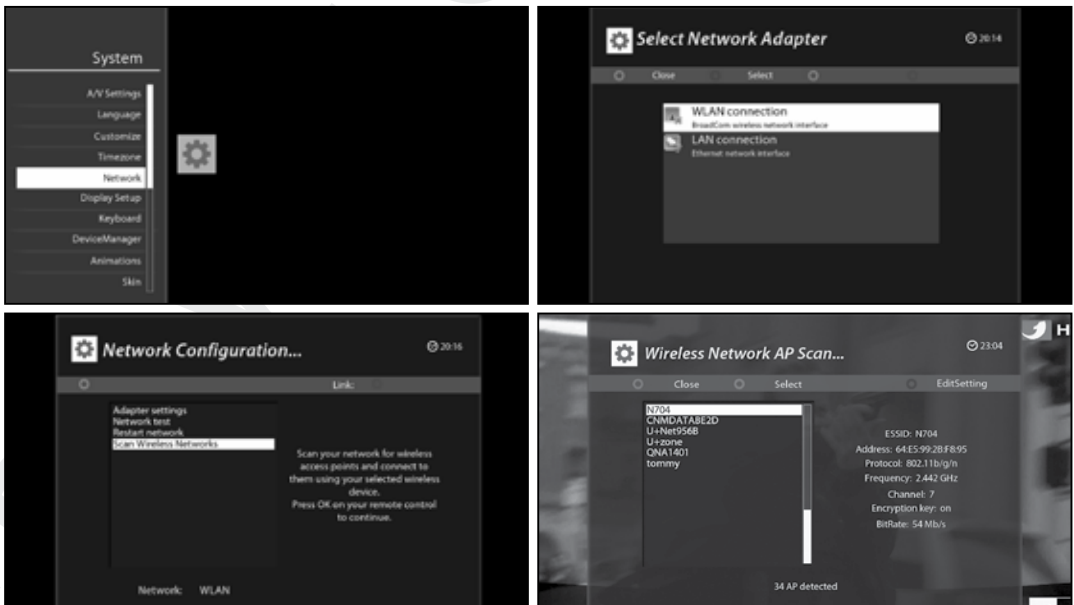 System
A/V Settings
Language
Customize
Timezone
Network
Display Setup
Keyboard
DeviceManager
Animations
Skin
Select Network Adapter
20:14
Close Select
WLAN connection
BroadCom wireless network interface
LAN connection
Ethernet network interface
Network Configuration...
20:16
Link:
Adapter settings
Network test
Restart network
Scan Wireless Networks
Scan your network for wireless
access points and connect to
them using your selected wireless
device.
Press OK on your remote control
to continue.
Network: WLAN
H
Wireless Network AP Scan...
23:04
Close Select EditSetting
N704
CNMDATABE2D
U+Net956B
U+zone
QNA1401
tommy
ESSID: N704
Address: 64:E5:99:2B:F8:95
Protocol: 802.11b/g/n
Frequency: 2.442 GHz
Channel: 7
Encryption key: on
BitRate: 54 Mb/s
34 AP detected